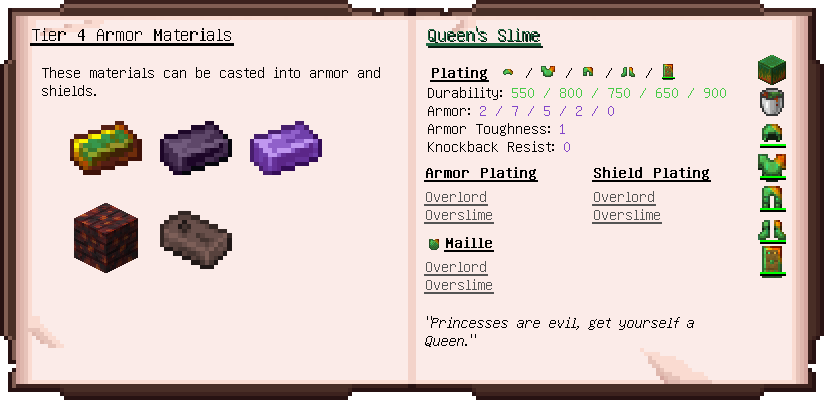 Tier 4 Armor Materials
These materials can be casted into armor and
shields.
Queen's Slime
Plating / / / /
Durability: 550 / 800 / 750 / 650 / 900
Armor: 2 / 7 / 5 / 2 / 0
Armor Toughness: 1
Knockback Resist: 0
Armor Plating
Overlord
Overslime
Shield Plating
Overlord
Overslime
Maille
Overlord
Overslime
"Princesses are evil, get yourself a
Queen."